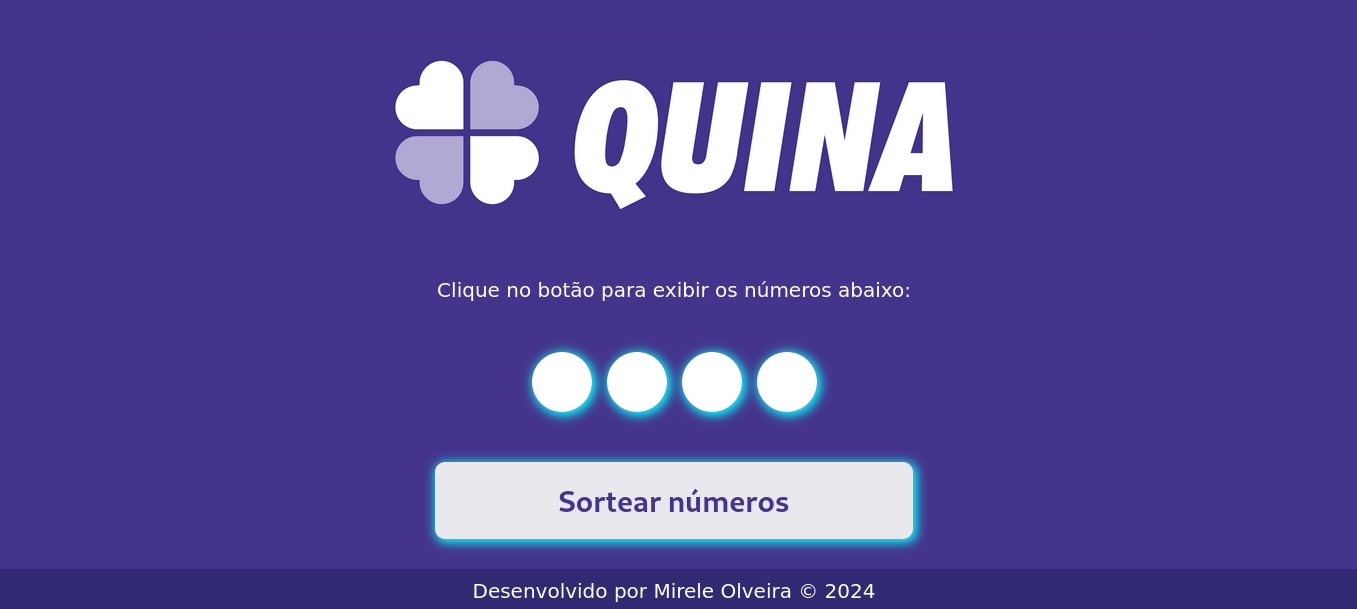 QUINA
Clique no botão para exibir os números abaixo:
Sortear números
Desenvolvido por Mirele Olveira © 2024